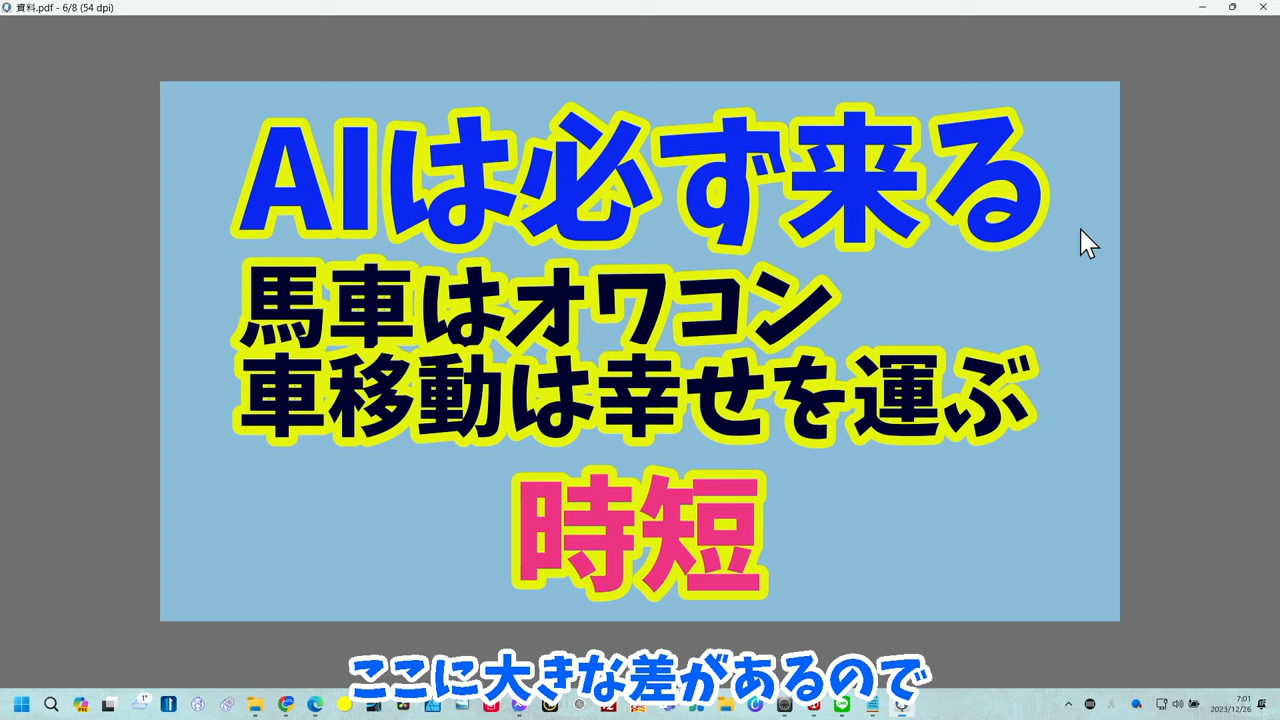 資料.pdf - 6/8 (54 dpi)
AIは必ず来る
馬車はオワコン
車移動は幸せを運ぶ
時短
ここに大きな差があるので
1°
7:01
2023/12/26